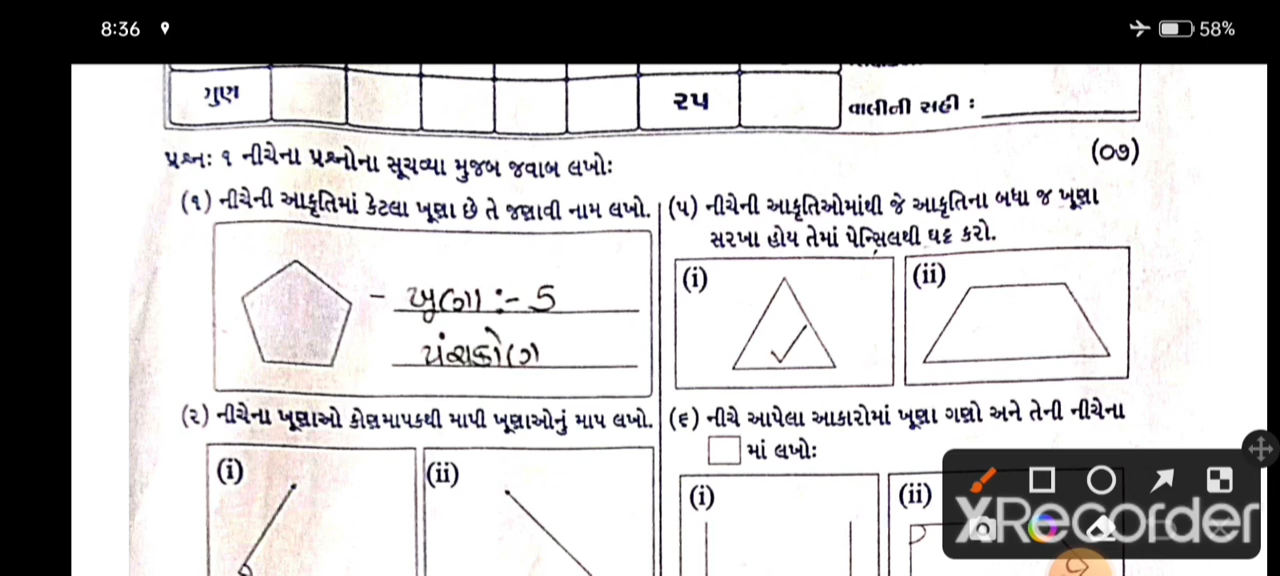 8:36
58%
ગુણ
૨૫
વાલીની સહી :
પ્રશ્ન: ૧ નીચેના પ્રશ્નોના સૂચવ્યા મુજબ જવાબ લખો:
(૦૭)
(૧) નીચેની આકૃતિમાં કેટલા ખૂણા છે તે જણાવી નામ લખો.
- ખુણા :- 5
પંચકોણ
(૨) નીચેના ખૂણાઓ કોણમાપકથી માપી ખૂણાઓનું માપ લખો.
(i)
(ii)
(૫) નીચેની આકૃતિઓમાંથી જે આકૃતિના બધા જ ખૂણા
સરખા હોય તેમાં પેન્સિલથી ઘટ્ટ કરો.
(i)
(ii)
(૬) નીચે આપેલા આકારોમાં ખૂણા ગણો અને તેની નીચેના
માં લખો:
(i)
(ii)
XRecorder